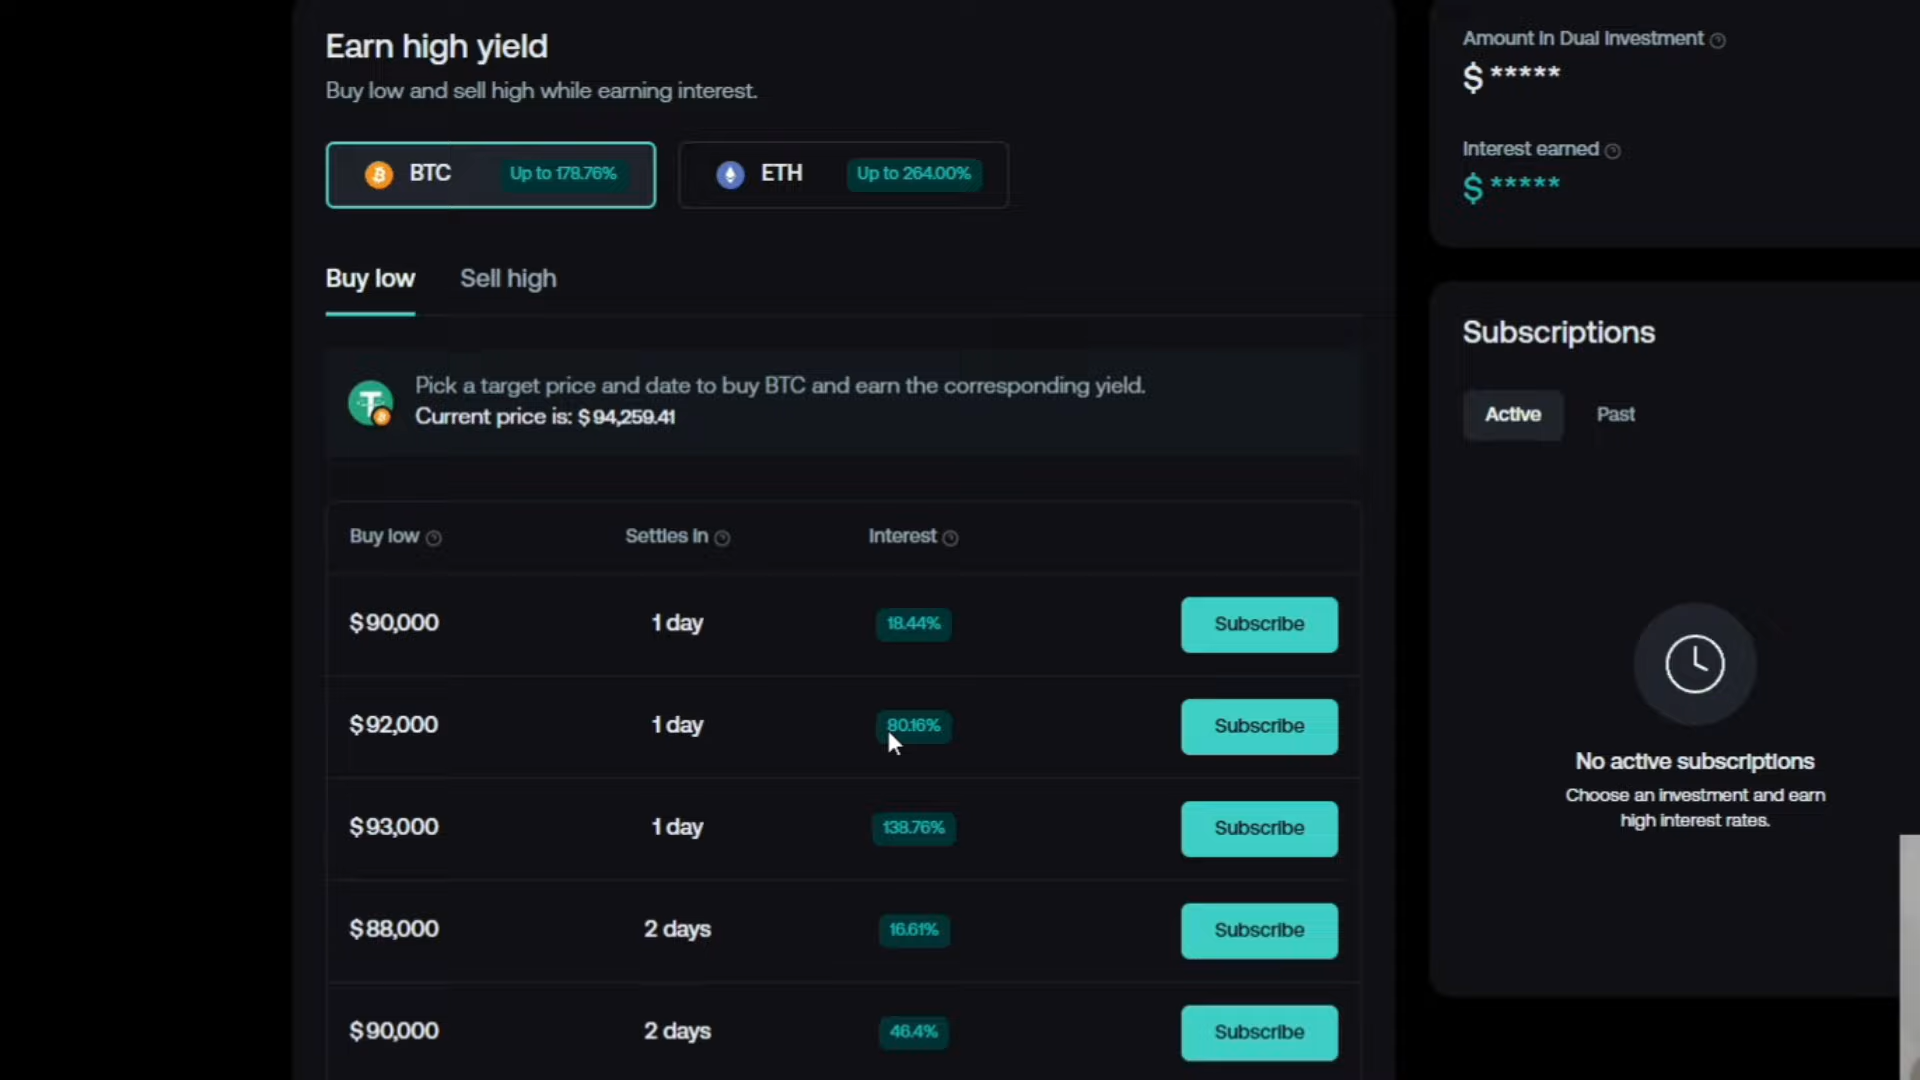 Earn high yield
Buy low and sell high while earning interest.
BTC Up to 178.76% ETH Up to 264.00%
Buy low Sell high
Pick a target price and date to buy BTC and earn the corresponding yield.
Current price is: $94,259.41
Buy low Settles in Interest
$90,000 1 day 18.44% Subscribe
$92,000 1 day 80.16% Subscribe
$93,000 1 day 138.76% Subscribe
$88,000 2 days 16.61% Subscribe
$90,000 2 days 46.4% Subscribe
Amount in Dual Investment
$*****
Interest earned
$*****
Subscriptions
Active Past
No active subscriptions
Choose an investment and earn
high interest rates.